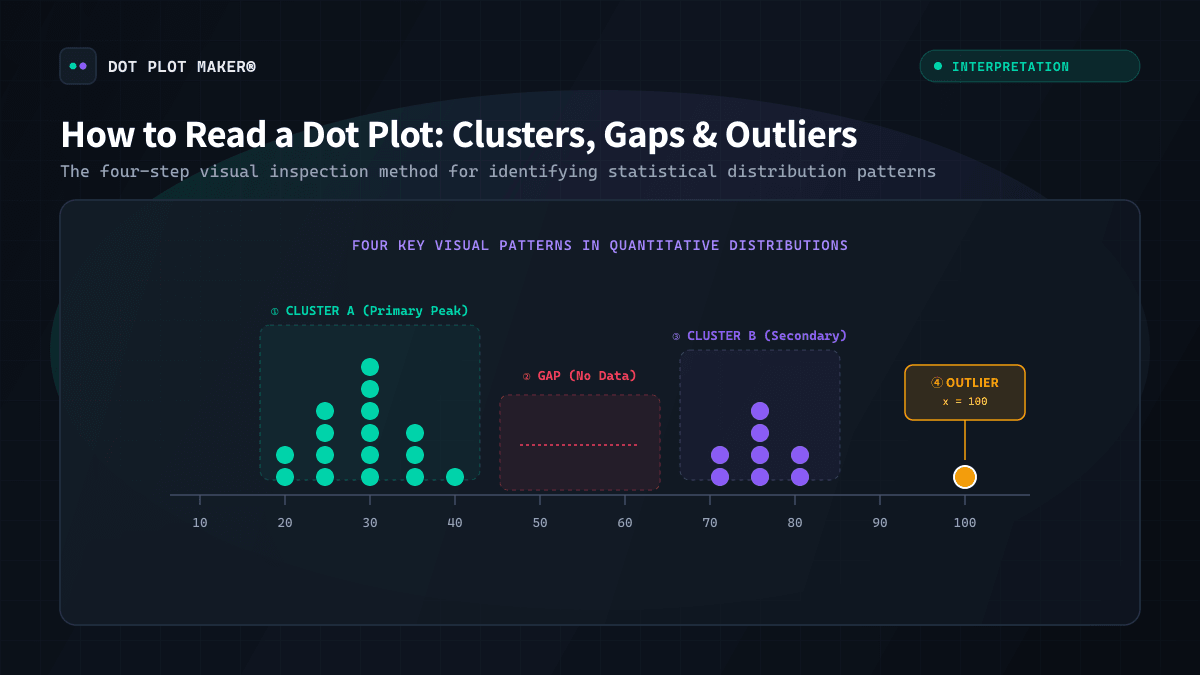 DOT PLOT MAKER®
INTERPRETATION
How to Read a Dot Plot: Clusters, Gaps & Outliers
The four-step visual inspection method for identifying statistical distribution patterns
FOUR KEY VISUAL PATTERNS IN QUANTITATIVE DISTRIBUTIONS
① CLUSTER A (Primary Peak)
② GAP (No Data)
③ CLUSTER B (Secondary)
④ OUTLIER
x = 100
10 20 30 40 50 60 70 80 90 100